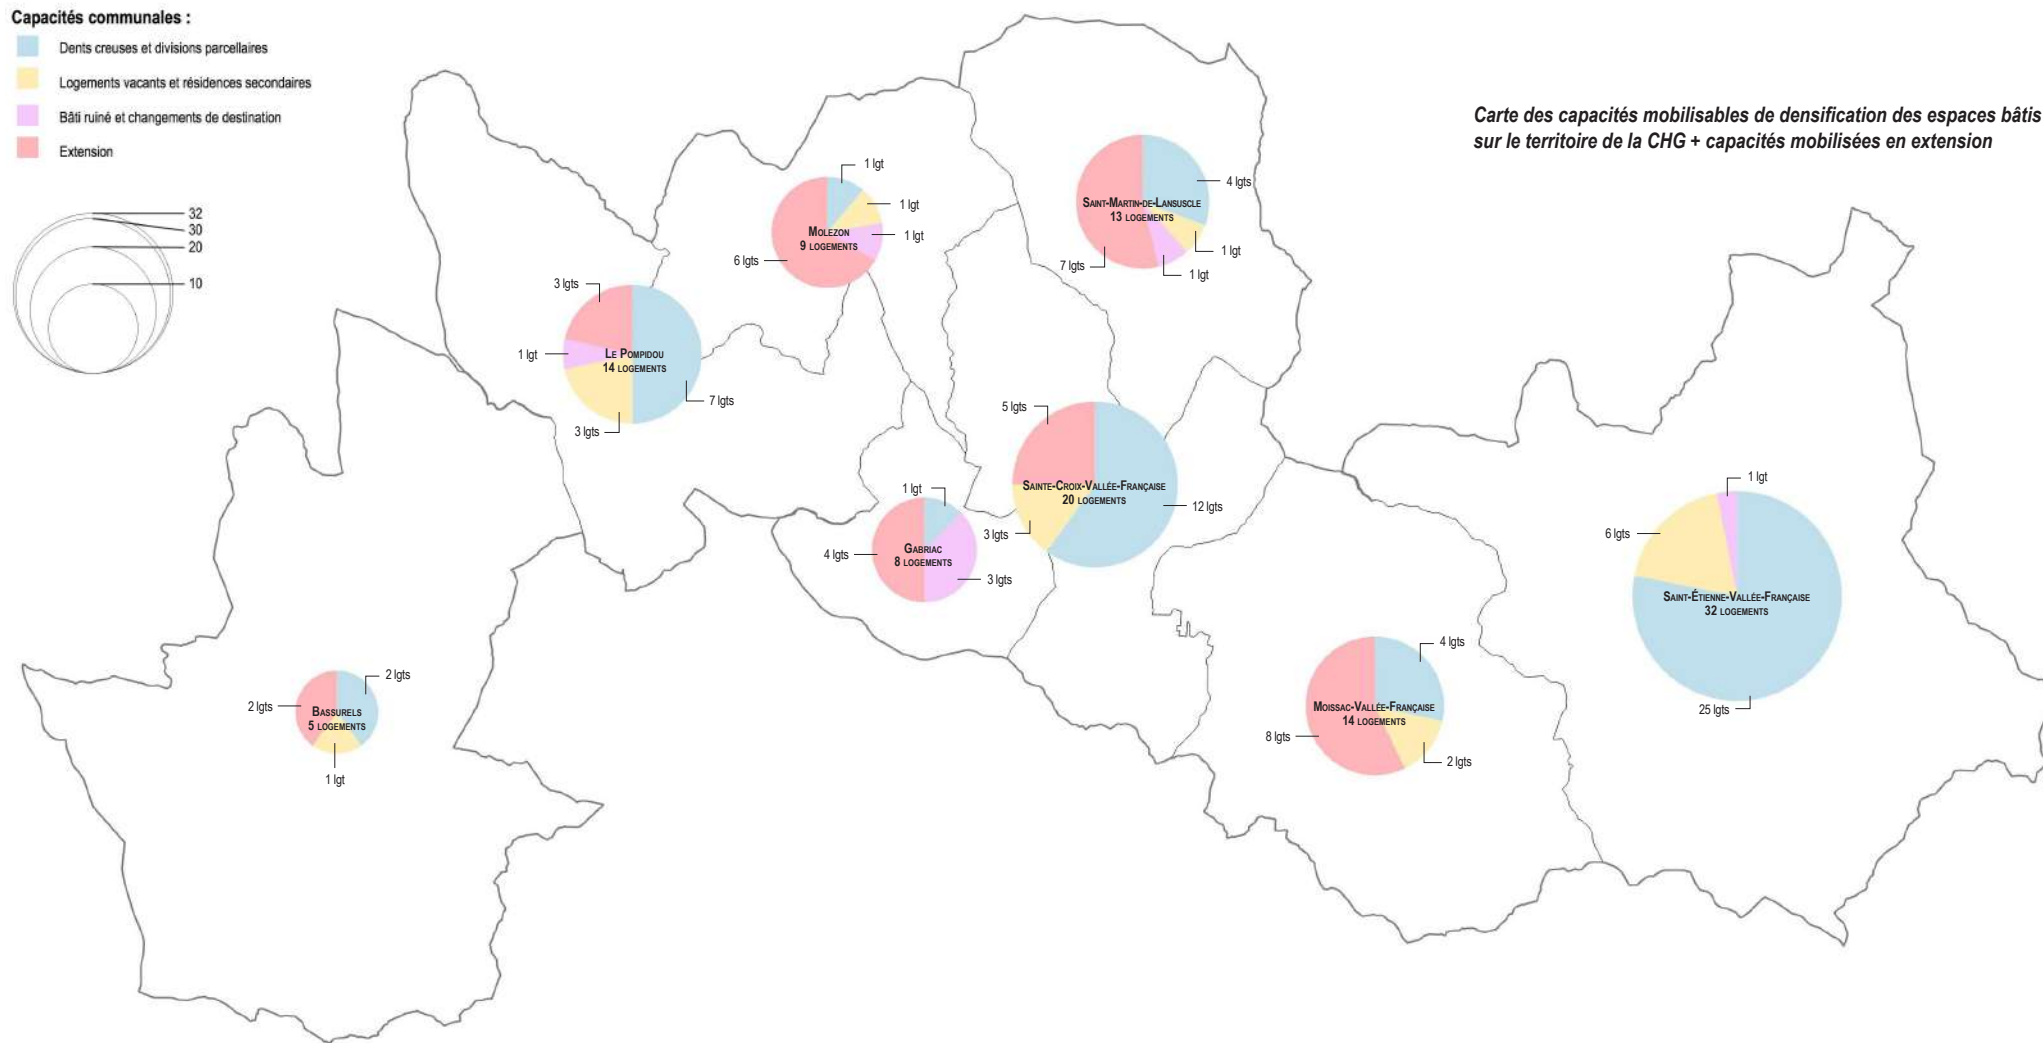 Capacités communales :
Dents creuses et divisions parcellaires
Logements vacants et résidences secondaires
Bâti ruiné et changements de destination
Extension
32
30
20
10
Carte des capacités mobilisables de densification des espaces bâtis
sur le territoire de la CHG + capacités mobilisées en extension
1 lgt
1 lgt
1 lgt
6 lgts
Molezon
9 logements
4 lgts
1 lgt
1 lgt
7 lgts
Saint-Martin-de-Lansuscle
13 logements
3 lgts
1 lgt
3 lgts
7 lgts
Le Pompidou
14 logements
5 lgts
3 lgts
12 lgts
Sainte-Croix-Vallée-Française
20 logements
1 lgt
4 lgts
3 lgts
Gabriac
8 logements
1 lgt
6 lgts
25 lgts
Saint-Étienne-Vallée-Française
32 logements
4 lgts
8 lgts
2 lgts
Moissac-Vallée-Française
14 logements
2 lgts
2 lgts
1 lgt
Bassurels
5 logements